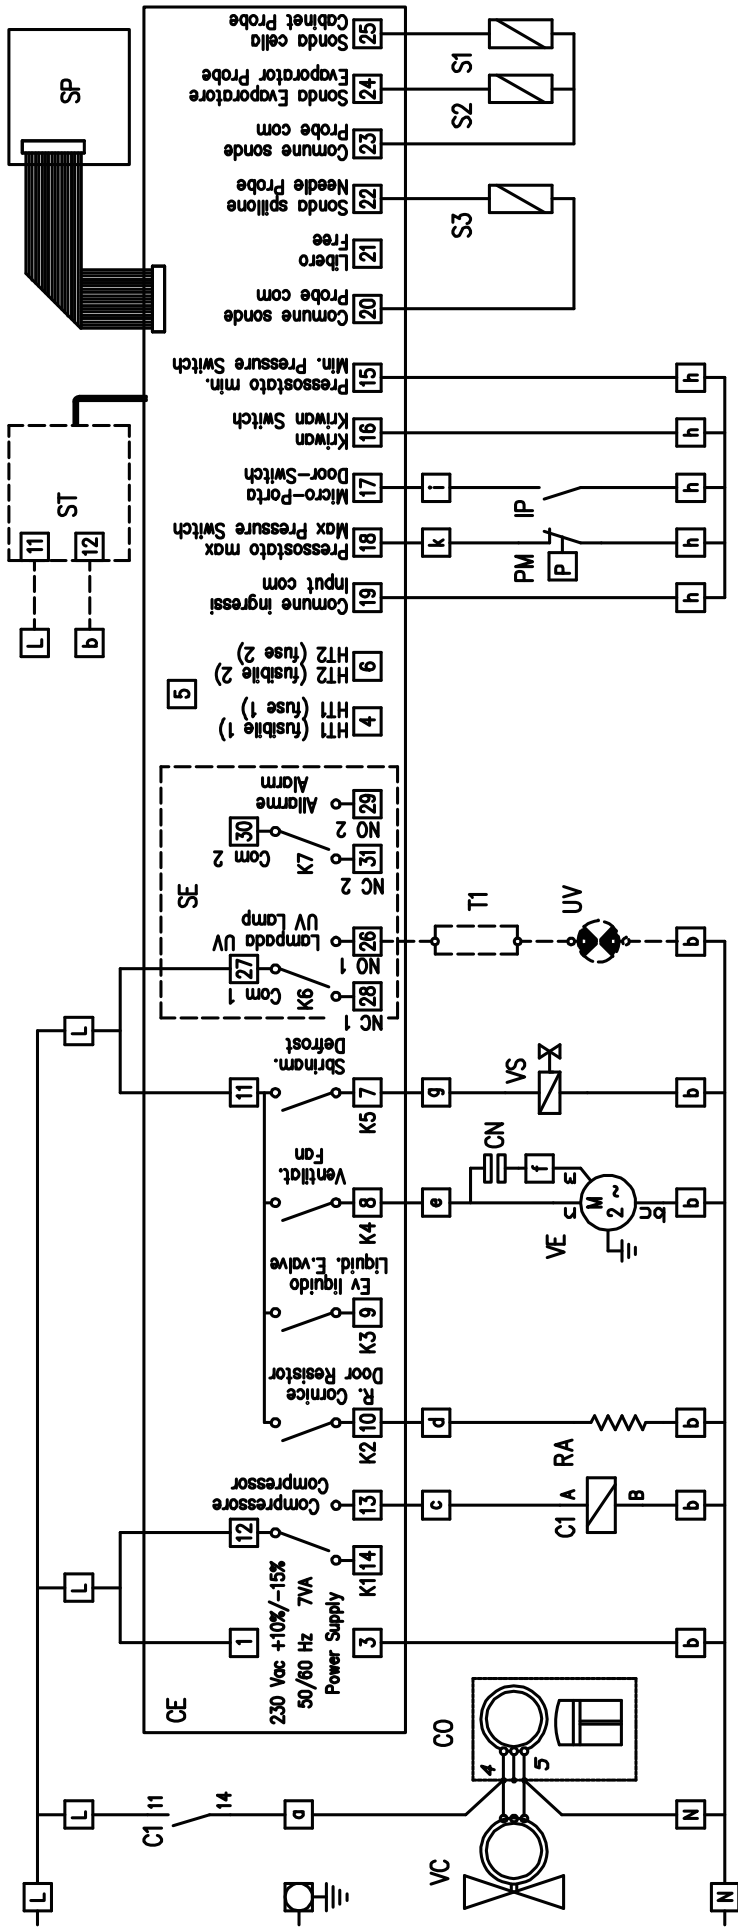 SP
ST
11
12
L
b
25
Sonda cella
Cabinet Probe
24
Sonda Evaporatore
Evaporator Probe
23
Comune sonde
Probe com
22
Sonda spillone
Needle Probe
21
Libero
Free
20
Comune sonde
Probe com
15
Pressostato min.
Min. Pressure Switch
16
Kriwan
Kriwan Switch
17
Micro-Porta
Door-Switch
18
Pressostato max
Max Pressure Switch
19
Comune ingressi
Input com
S1
S2
S3
h
h
i
IP
h
k
PM
P
h
h
5
6
HT2 (fusibile 2)
HT2 (fuse 2)
4
HT1 (fusibile 1)
HT1 (fuse 1)
SE
Allarme
Alarm
29
NO 2
30
Com 2
K7
31
NC 2
Lampada UV
UV Lamp
26
NO 1
27
Com 1
K6
28
NC 1
T1
UV
b
L
11
Sbrinam.
Defrost
7
K5
g
VS
b
Ventilat.
Fan
8
K4
e
CN
f
3
2
M
2 ~
VE
b
Ev liquido
Liquid. E.valve
9
K3
R. Cornice
Door Resistor
10
K2
d
RA
b
Compressore
Compressor
13
12
K1
14
c
C1
A
B
b
L
1
230 Vac +10%/-15%
50/60 Hz 7VA
Power Supply
3
b
CE
CO
4
5
VC
L
C1
11
14
a
N
L
N